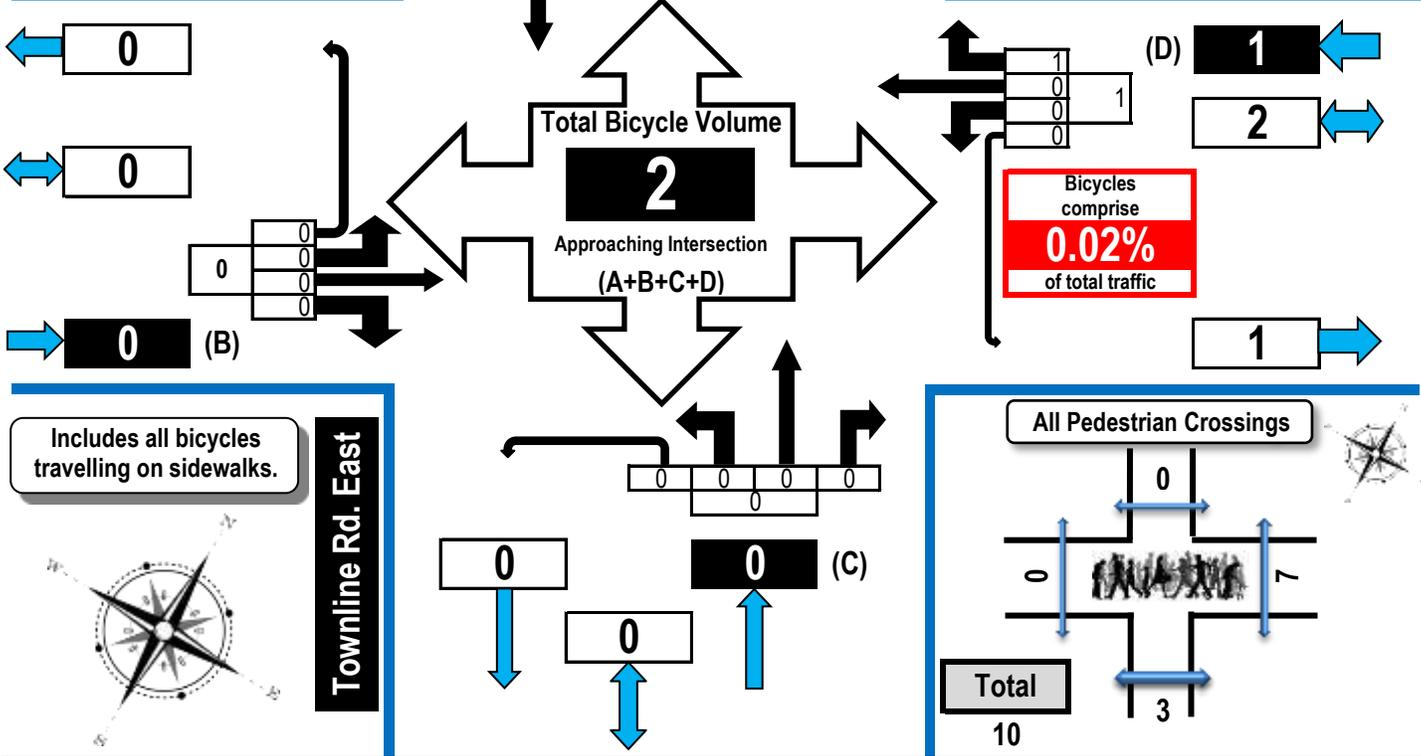 0
0
0
0
0
0
0
0 (B)
Total Bicycle Volume
2
Approaching Intersection
(A+B+C+D)
1
0
0
0
1
(D) 1
2
Bicycles
comprise
0.02%
of total traffic
1
Includes all bicycles
travelling on sidewalks.
Townline Rd. East
N
W
E
S
0 0 0 0
0
0
0 (C)
0
All Pedestrian Crossings
0
0
7
3
Total
10